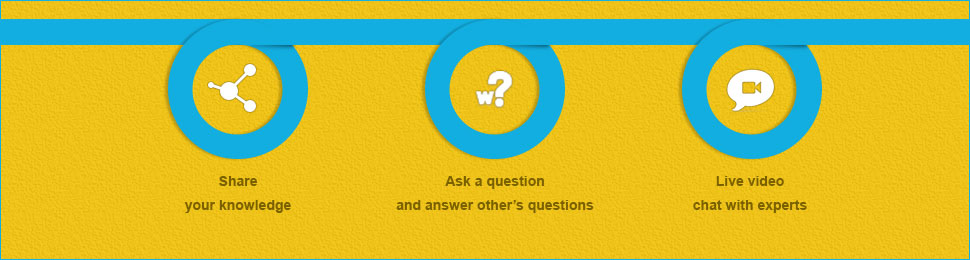 w?
Share
your knowledge
Ask a question
and answer other's questions
Live video
chat with experts